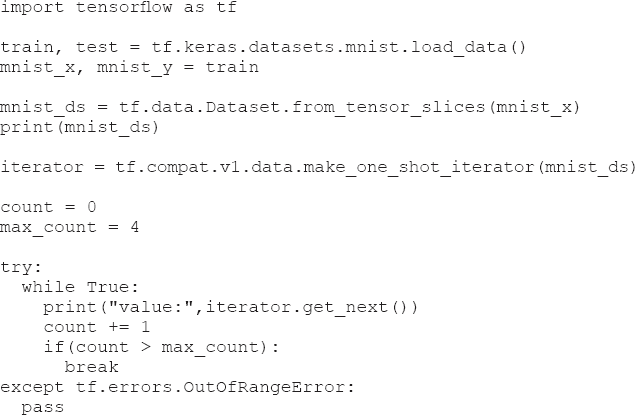 import tensorflow as tf
train, test = tf.keras.datasets.mnist.load_data()
mnist_x, mnist_y = train
mnist_ds = tf.data.Dataset.from_tensor_slices(mnist_x)
print(mnist_ds)
iterator = tf.compat.v1.data.make_one_shot_iterator(mnist_ds)
count = 0
max_count = 4
try:
  while True:
    print("value:",iterator.get_next())
    count += 1
    if(count > max_count):
      break
except tf.errors.OutOfRangeError:
  pass